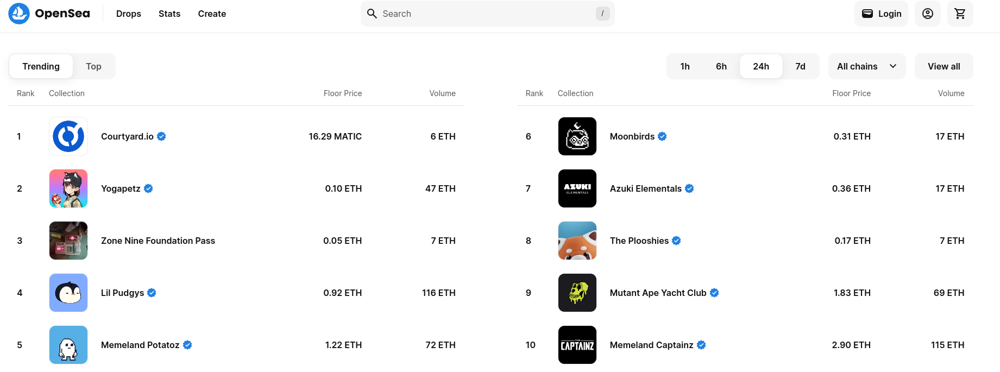 OpenSea
Drops Stats Create
Search /
Login
Trending Top
1h 6h 24h 7d All chains View all
Rank Collection Floor Price Volume
1 Courtyard.io 16.29 MATIC 6 ETH
2 Yogapetz 0.10 ETH 47 ETH
3 Zone Nine Foundation Pass 0.05 ETH 7 ETH
4 Lil Pudgys 0.92 ETH 116 ETH
5 Memeland Potatoz 1.22 ETH 72 ETH
Rank Collection Floor Price Volume
6 Moonbirds 0.31 ETH 17 ETH
AZUKI
ELEMENTALS
7 Azuki Elementals 0.36 ETH 17 ETH
8 The Plooshies 0.17 ETH 7 ETH
9 Mutant Ape Yacht Club 1.83 ETH 69 ETH
THE
CAPTAINZ
10 Memeland Captainz 2.90 ETH 115 ETH